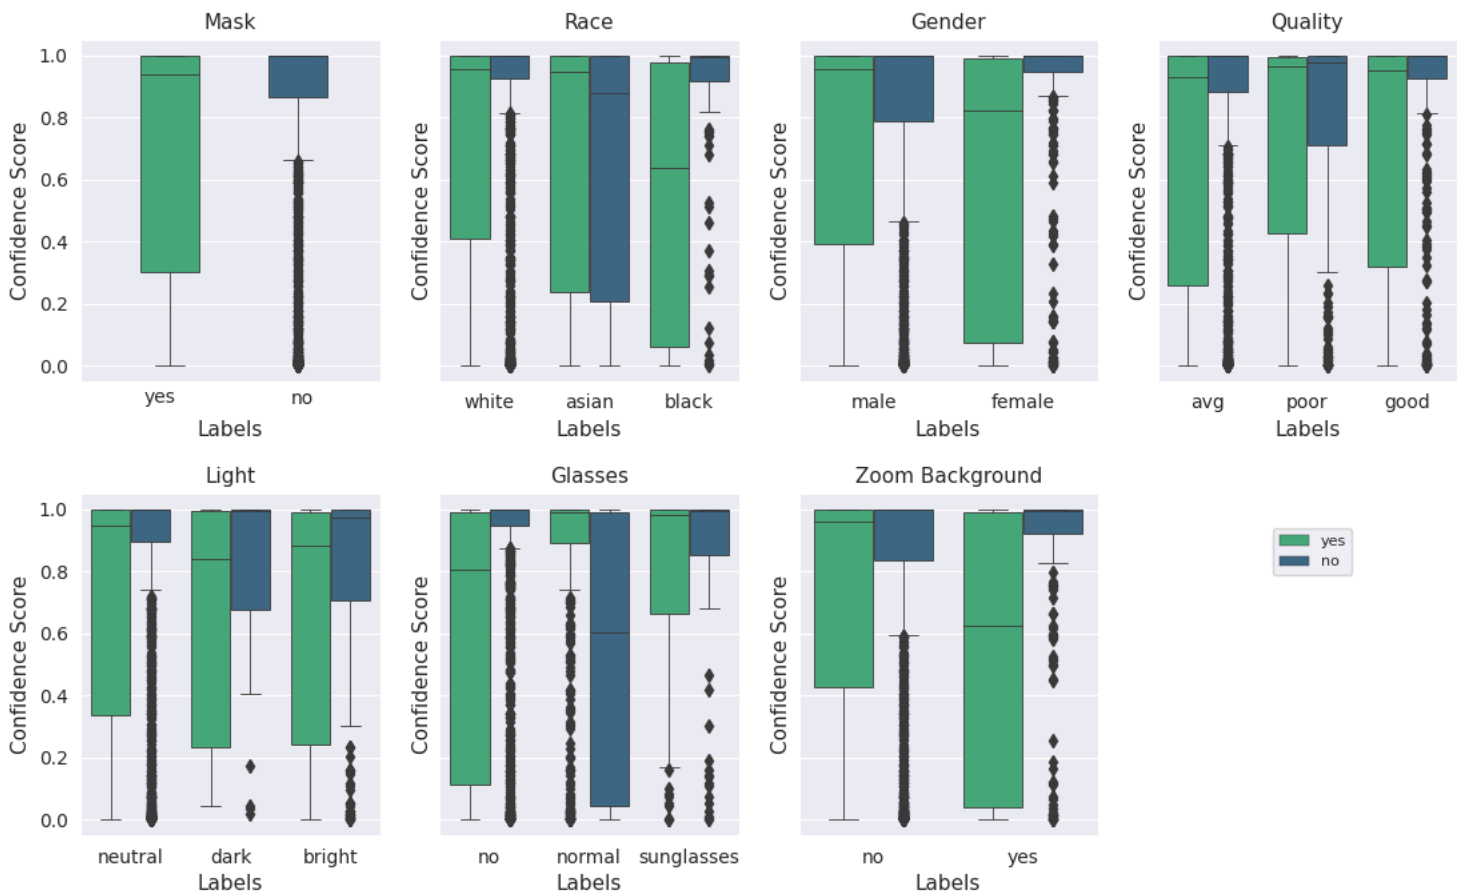 Mask
Race
Gender
Quality
Confidence Score
1.0
0.8
0.6
0.4
0.2
0.0
yes no
Labels
Confidence Score
white asian black
Labels
Confidence Score
male female
Labels
Confidence Score
avg poor good
Labels
Light
Glasses
Zoom Background
Confidence Score
1.0
0.8
0.6
0.4
0.2
0.0
neutral dark bright
Labels
Confidence Score
no normal sunglasses
Labels
Confidence Score
no yes
Labels
yes
no